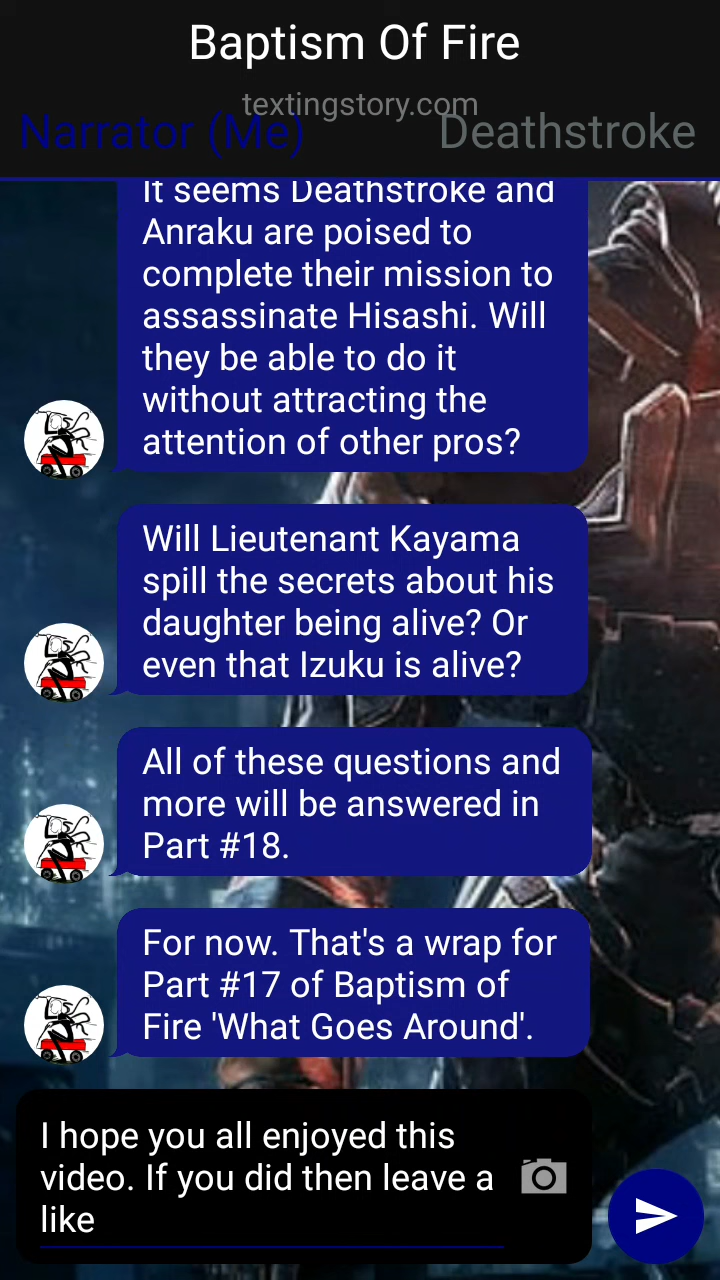 Baptism Of Fire
textingstory.com
Narrator (Me)
Deathstroke
It seems Deathstroke and
Anraku are poised to
complete their mission to
assassinate Hisashi. Will
they be able to do it
without attracting the
attention of other pros?
Will Lieutenant Kayama
spill the secrets about his
daughter being alive? Or
even that Izuku is alive?
All of these questions and
more will be answered in
Part #18.
For now. That's a wrap for
Part #17 of Baptism of
Fire 'What Goes Around'.
I hope you all enjoyed this
video. If you did then leave a
like